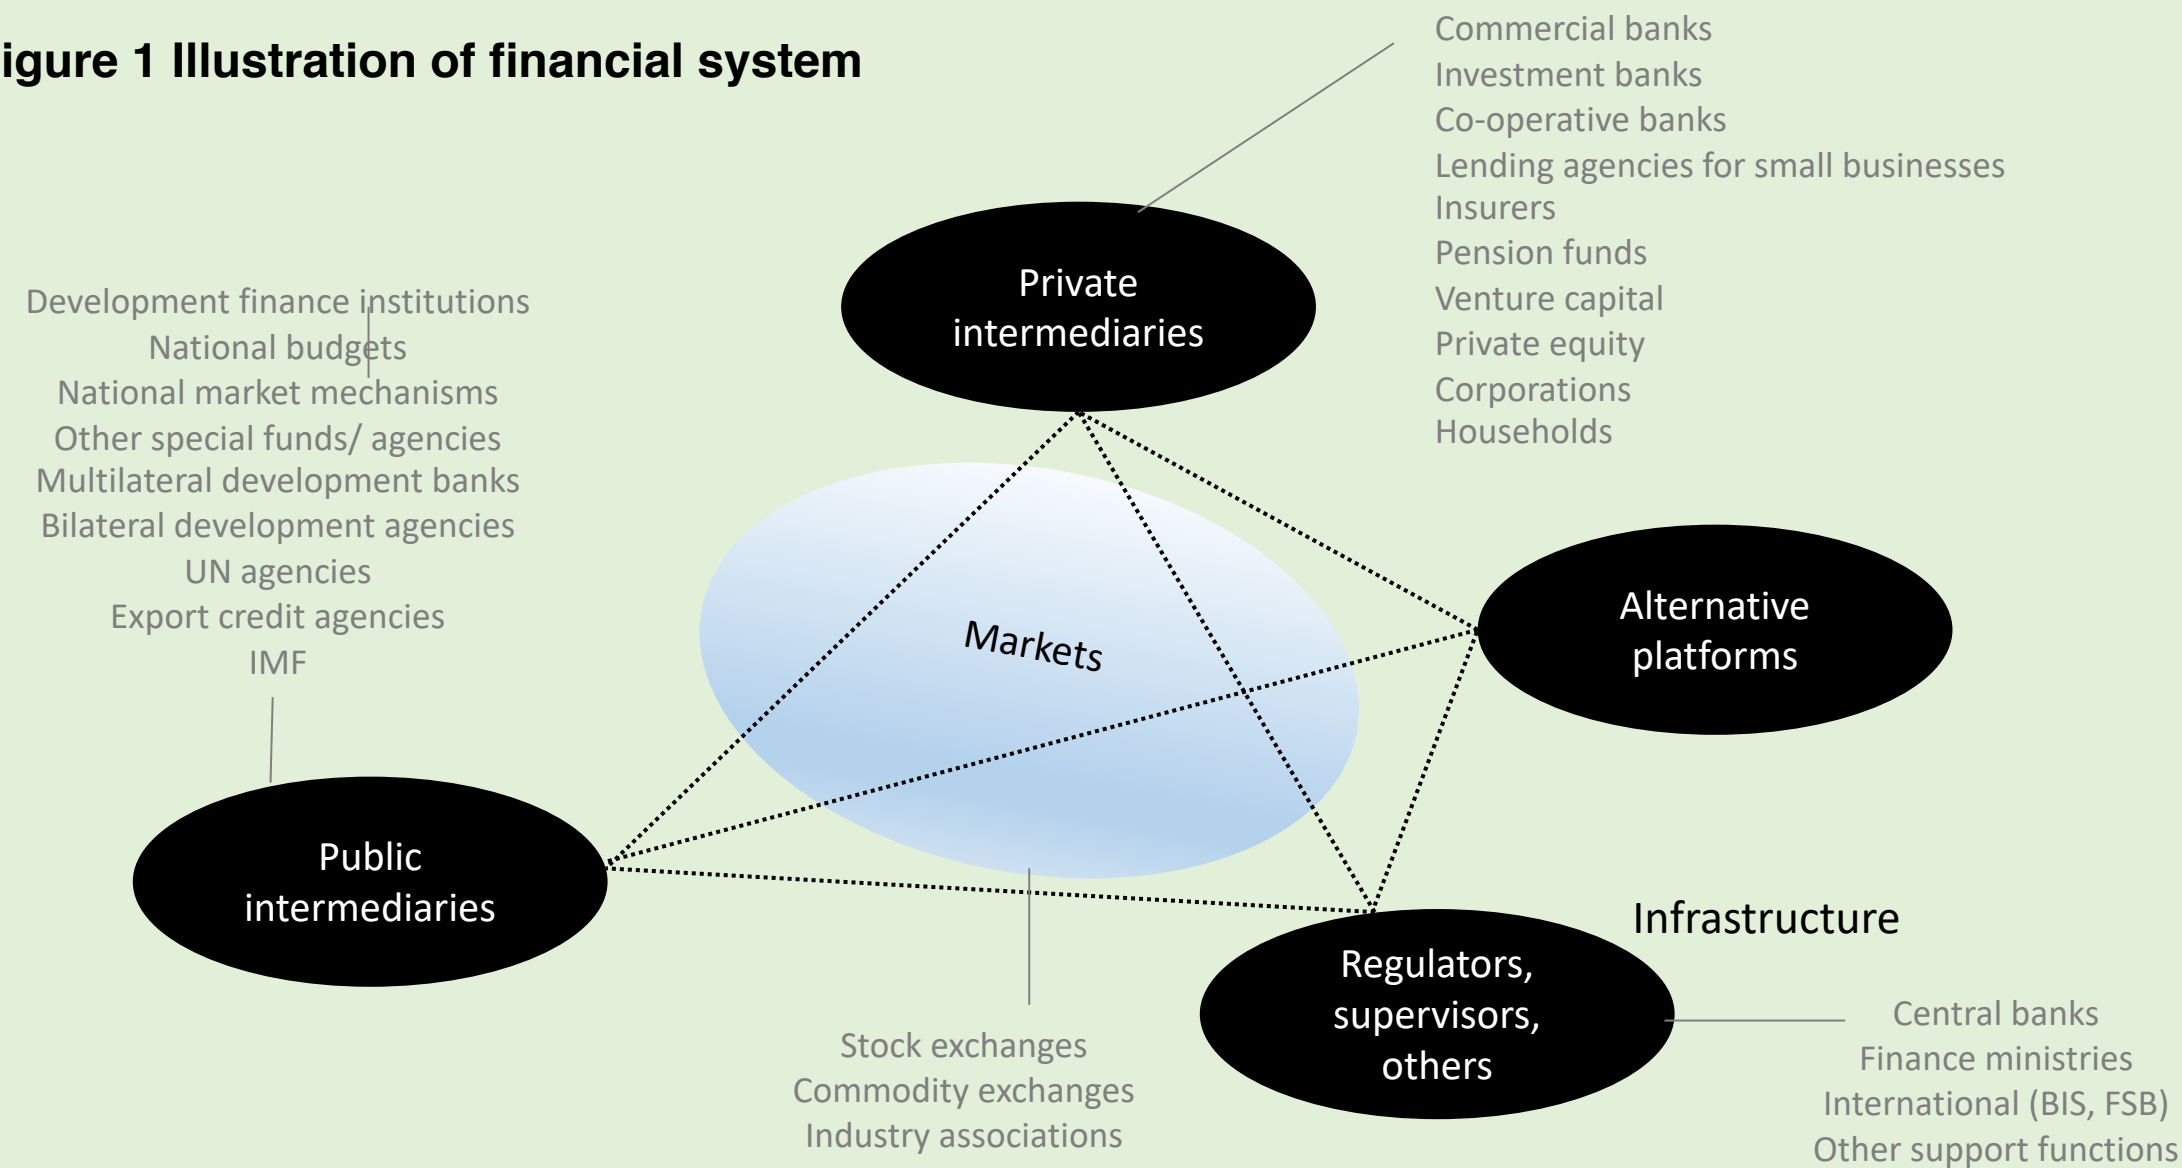 igure 1 Illustration of financial system
Commercial banks
Investment banks
Co-operative banks
Lending agencies for small businesses
Insurers
Pension funds
Venture capital
Private equity
Corporations
Households
Private
intermediaries
Development finance institutions
National budgets
National market mechanisms
Other special funds/ agencies
Multilateral development banks
Bilateral development agencies
UN agencies
Export credit agencies
IMF
Markets
Alternative
platforms
Public
intermediaries
Infrastructure
Regulators,
supervisors,
others
Stock exchanges
Commodity exchanges
Industry associations
Central banks
Finance ministries
International (BIS, FSB)
Other support functions